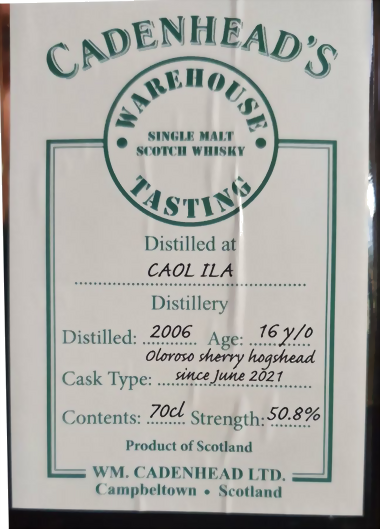 CADENHEAD'S
WAREHOUSE
SINGLE MALT
SCOTCH WHISKY
TASTING
Distilled at
CAOL ILA
Distillery
Distilled: 2006 Age: 16 y/o
Oloroso sherry hogshead
Cask Type: since June 2021
Contents: 70cl Strength: 50.8%
Product of Scotland
WM. CADENHEAD LTD.
Campbeltown • Scotland